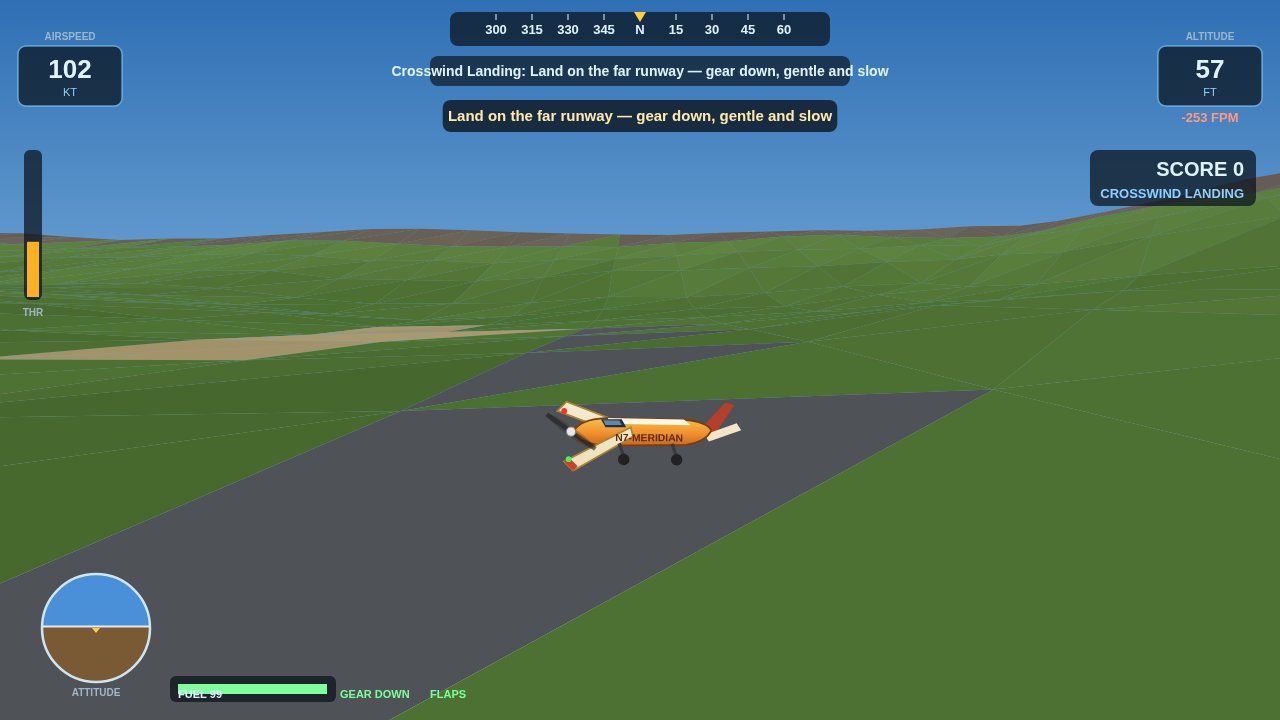 300 315 330 345 N 15 30 45 60
AIRSPEED
102
KT
Crosswind Landing: Land on the far runway — gear down, gentle and slow
Land on the far runway — gear down, gentle and slow
ALTITUDE
57
FT
-253 FPM
SCORE 0
CROSSWIND LANDING
THR
N7-MERIDIAN
ATTITUDE
FUEL 99
GEAR DOWN
FLAPS